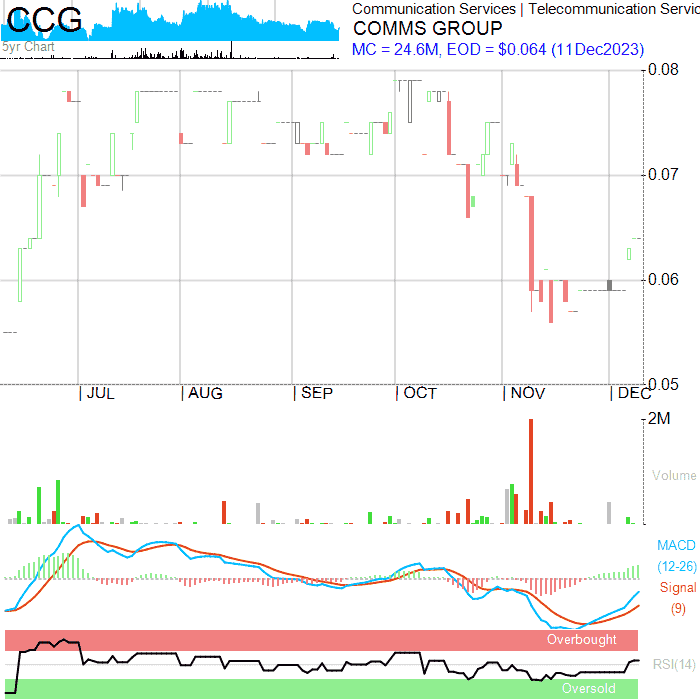 CCG
5yr Chart
Communication Services | Telecommunication Servic
COMMS GROUP
MC = 24.6M, EOD = $0.064 (11Dec2023)
0.08
0.07
0.06
0.05
| JUL | AUG | SEP | OCT | NOV | DEC
2M
Volume
MACD
(12-26)
Signal
(9)
Overbought
RSI(14)
Oversold